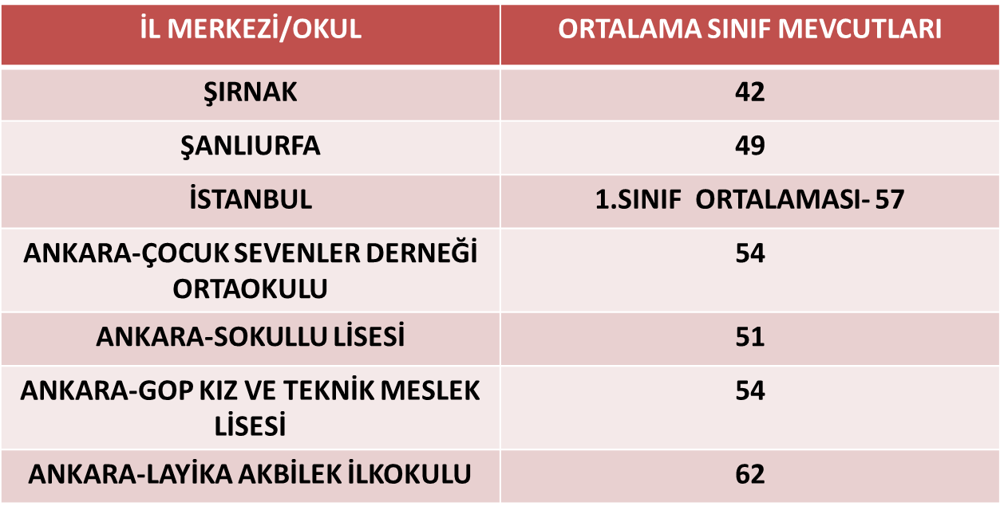 İL MERKEZİ/OKUL
ORTALAMA SINIF MEVCUTLARI
ŞIRNAK
42
ŞANLIURFA
49
İSTANBUL
1.SINIF ORTALAMASI- 57
ANKARA-ÇOCUK SEVENLER DERNEĞİ
ORTAOKULU
54
ANKARA-SOKULLU LİSESİ
51
ANKARA-GOP KIZ VE TEKNİK MESLEK
LİSESİ
54
ANKARA-LAYİKA AKBİLEK İLKOKULU
62